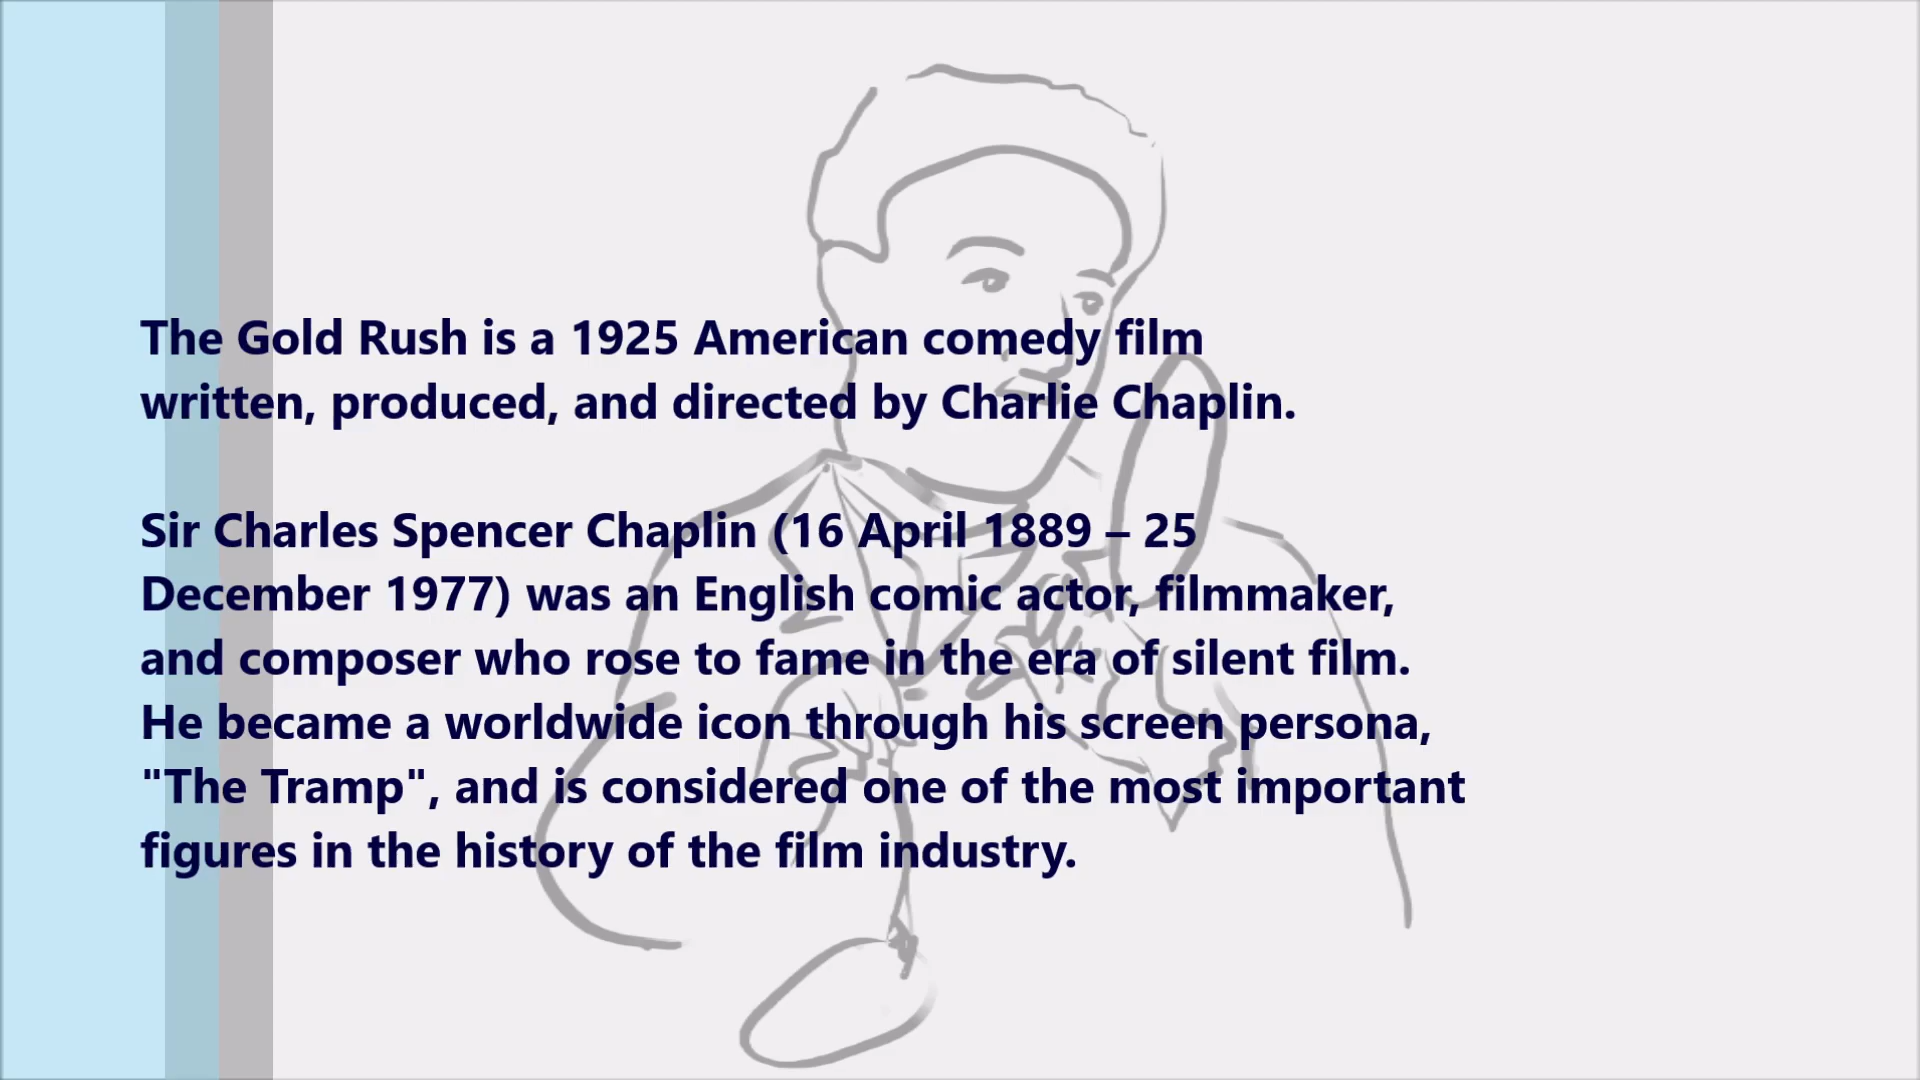 The Gold Rush is a 1925 American comedy film
written, produced, and directed by Charlie Chaplin.
Sir Charles Spencer Chaplin (16 April 1889 – 25
December 1977) was an English comic actor, filmmaker,
and composer who rose to fame in the era of silent film.
He became a worldwide icon through his screen persona,
"The Tramp", and is considered one of the most important
figures in the history of the film industry.